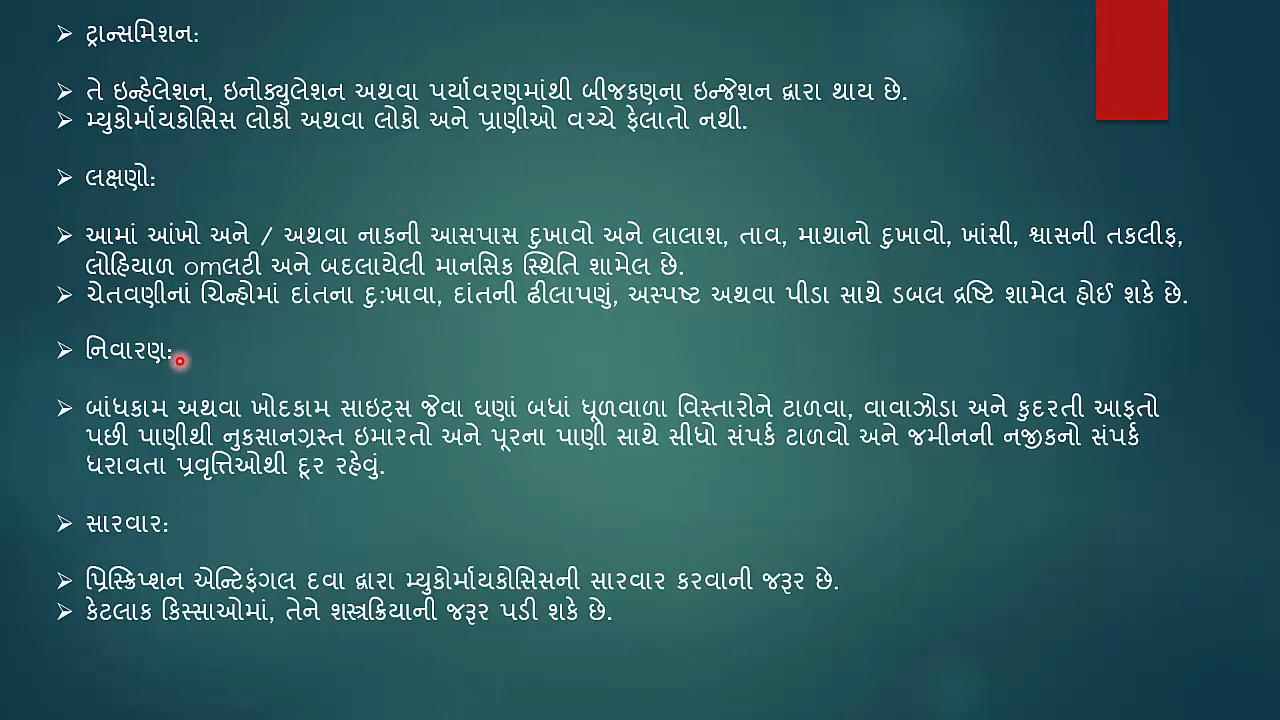 ➢ ટ્રાન્સમિશન:
➢ તે ઇન્હેલેશન, ઇનોક્યુલેશન અથવા પર્યાવરણમાંથી બીજકણના ઇન્જેશન દ્વારા થાય છે.
➢ મ્યુકોર્માયકોસિસ લોકો અથવા લોકો અને પ્રાણીઓ વચ્ચે ફેલાતો નથી.
➢ લક્ષણો:
➢ આમાં આંખો અને / અથવા નાકની આસપાસ દુખાવો અને લાલાશ, તાવ, માથાનો દુખાવો, ખાંસી, શ્વાસની તકલીફ,
લોહિયાળ omલટી અને બદલાયેલી માનસિક સ્થિતિ શામેલ છે.
➢ ચેતવણીનાં ચિન્હોમાં દાંતના દુ:ખાવા, દાંતની ઢીલાપણું, અસ્પષ્ટ અથવા પીડા સાથે ડબલ દ્રષ્ટિ શામેલ હોઈ શકે છે.
➢ નિવારણ:
➢ બાંધકામ અથવા ખોદકામ સાઇટ્સ જેવા ઘણાં બધાં ધૂળવાળા વિસ્તારોને ટાળવા, વાવાઝોડા અને કુદરતી આફતો
પછી પાણીથી નુકસાનગ્રસ્ત ઇમારતો અને પૂરના પાણી સાથે સીધો સંપર્ક ટાળવો અને જમીનની નજીકનો સંપર્ક
ધરાવતા પ્રવૃત્તિઓથી દૂર રહેવું.
➢ સારવાર:
➢ પ્રિસ્ક્રિપ્શન એન્ટિફંગલ દવા દ્વારા મ્યુકોર્માયકોસિસની સારવાર કરવાની જરૂર છે.
➢ કેટલાક કિસ્સાઓમાં, તેને શસ્ત્રક્રિયાની જરૂર પડી શકે છે.